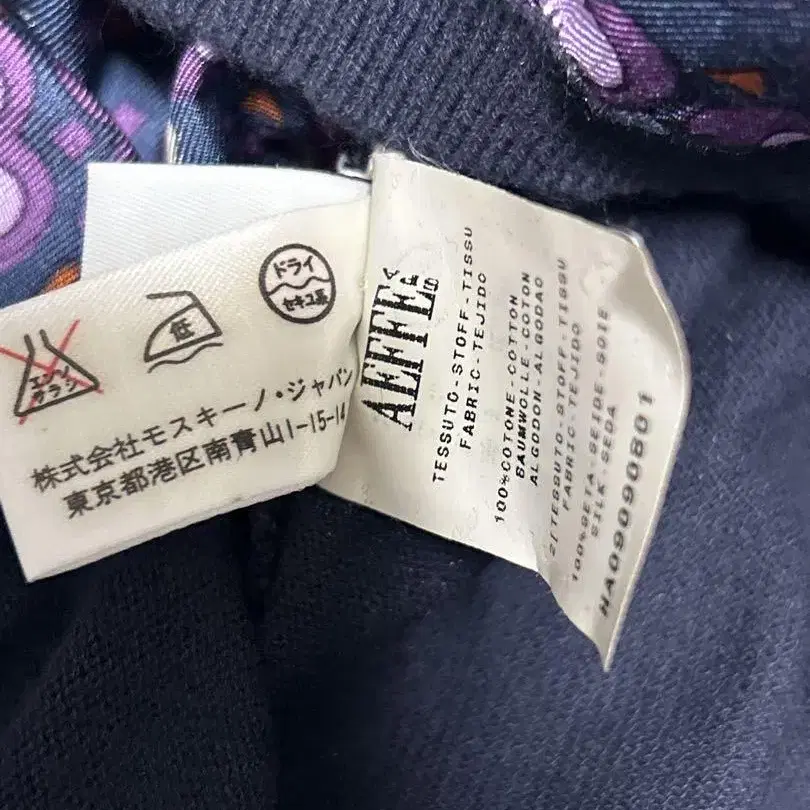 エンソ
サラシ
低
ドライ
セキユ系
株式会社モスキーノ・ジャパン
東京都港区南青山1-15-14
AEFFE
TESSUTO-STOFF-TISSU
FABRIC-TEJIDO
100%COTONE-COTTON
BAUMWOLLE-COTON
ALGODON-ALGODAO
2/TESSUTO-STOFF-TISSU
FABRIC-TEJIDO
100%SETA-SEIDE-SOIE
SILK-SEDA
HA09090801